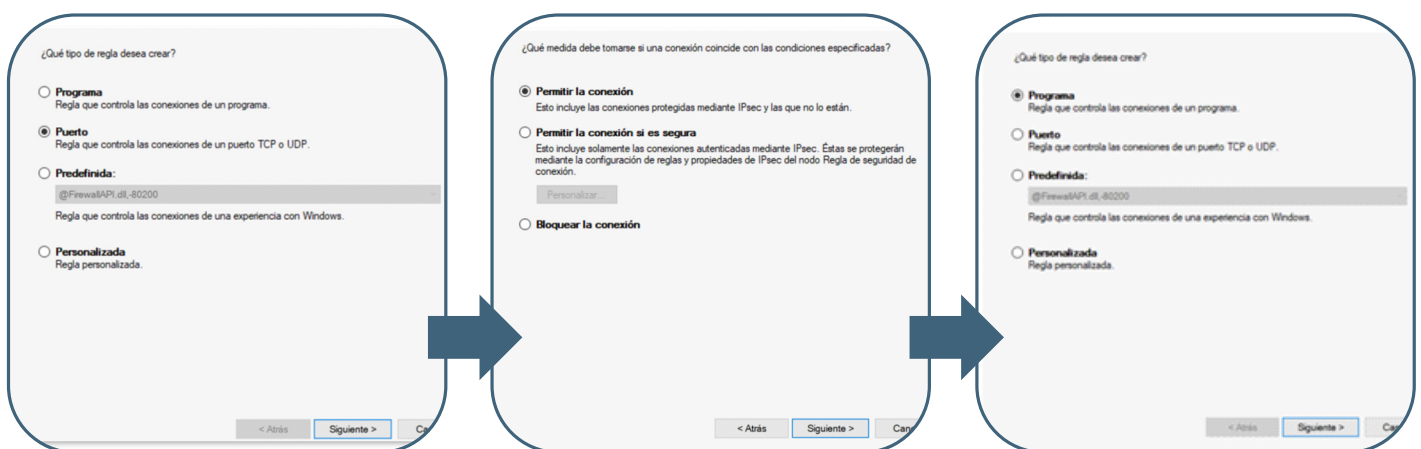 ¿Qué tipo de regla desea crear?
Programa
Regla que controla las conexiones de un programa.
Puerto
Regla que controla las conexiones de un puerto TCP o UDP.
Predefinida:
@FirewallAPI.dll,-80200
Regla que controla las conexiones de una experiencia con Windows.
Personalizada
Regla personalizada.
< Atrás Siguiente > Ca
¿Qué medida debe tomarse si una conexión coincide con las condiciones especificadas?
Permitir la conexión
Esto incluye las conexiones protegidas mediante IPsec y las que no lo están.
Permitir la conexión si es segura
Esto incluye solamente las conexiones autenticadas mediante IPsec. Éstas se protegerán
mediante la configuración de reglas y propiedades de IPsec del nodo Regla de seguridad de
conexión.
Personalizar...
Bloquear la conexión
< Atrás Siguiente > Canc
¿Qué tipo de regla desea crear?
Programa
Regla que controla las conexiones de un programa.
Puerto
Regla que controla las conexiones de un puerto TCP o UDP.
Predefinida:
@FirewallAPI.dll,-80200
Regla que controla las conexiones de una experiencia con Windows.
Personalizada
Regla personalizada.
< Atrás Siguiente > Can